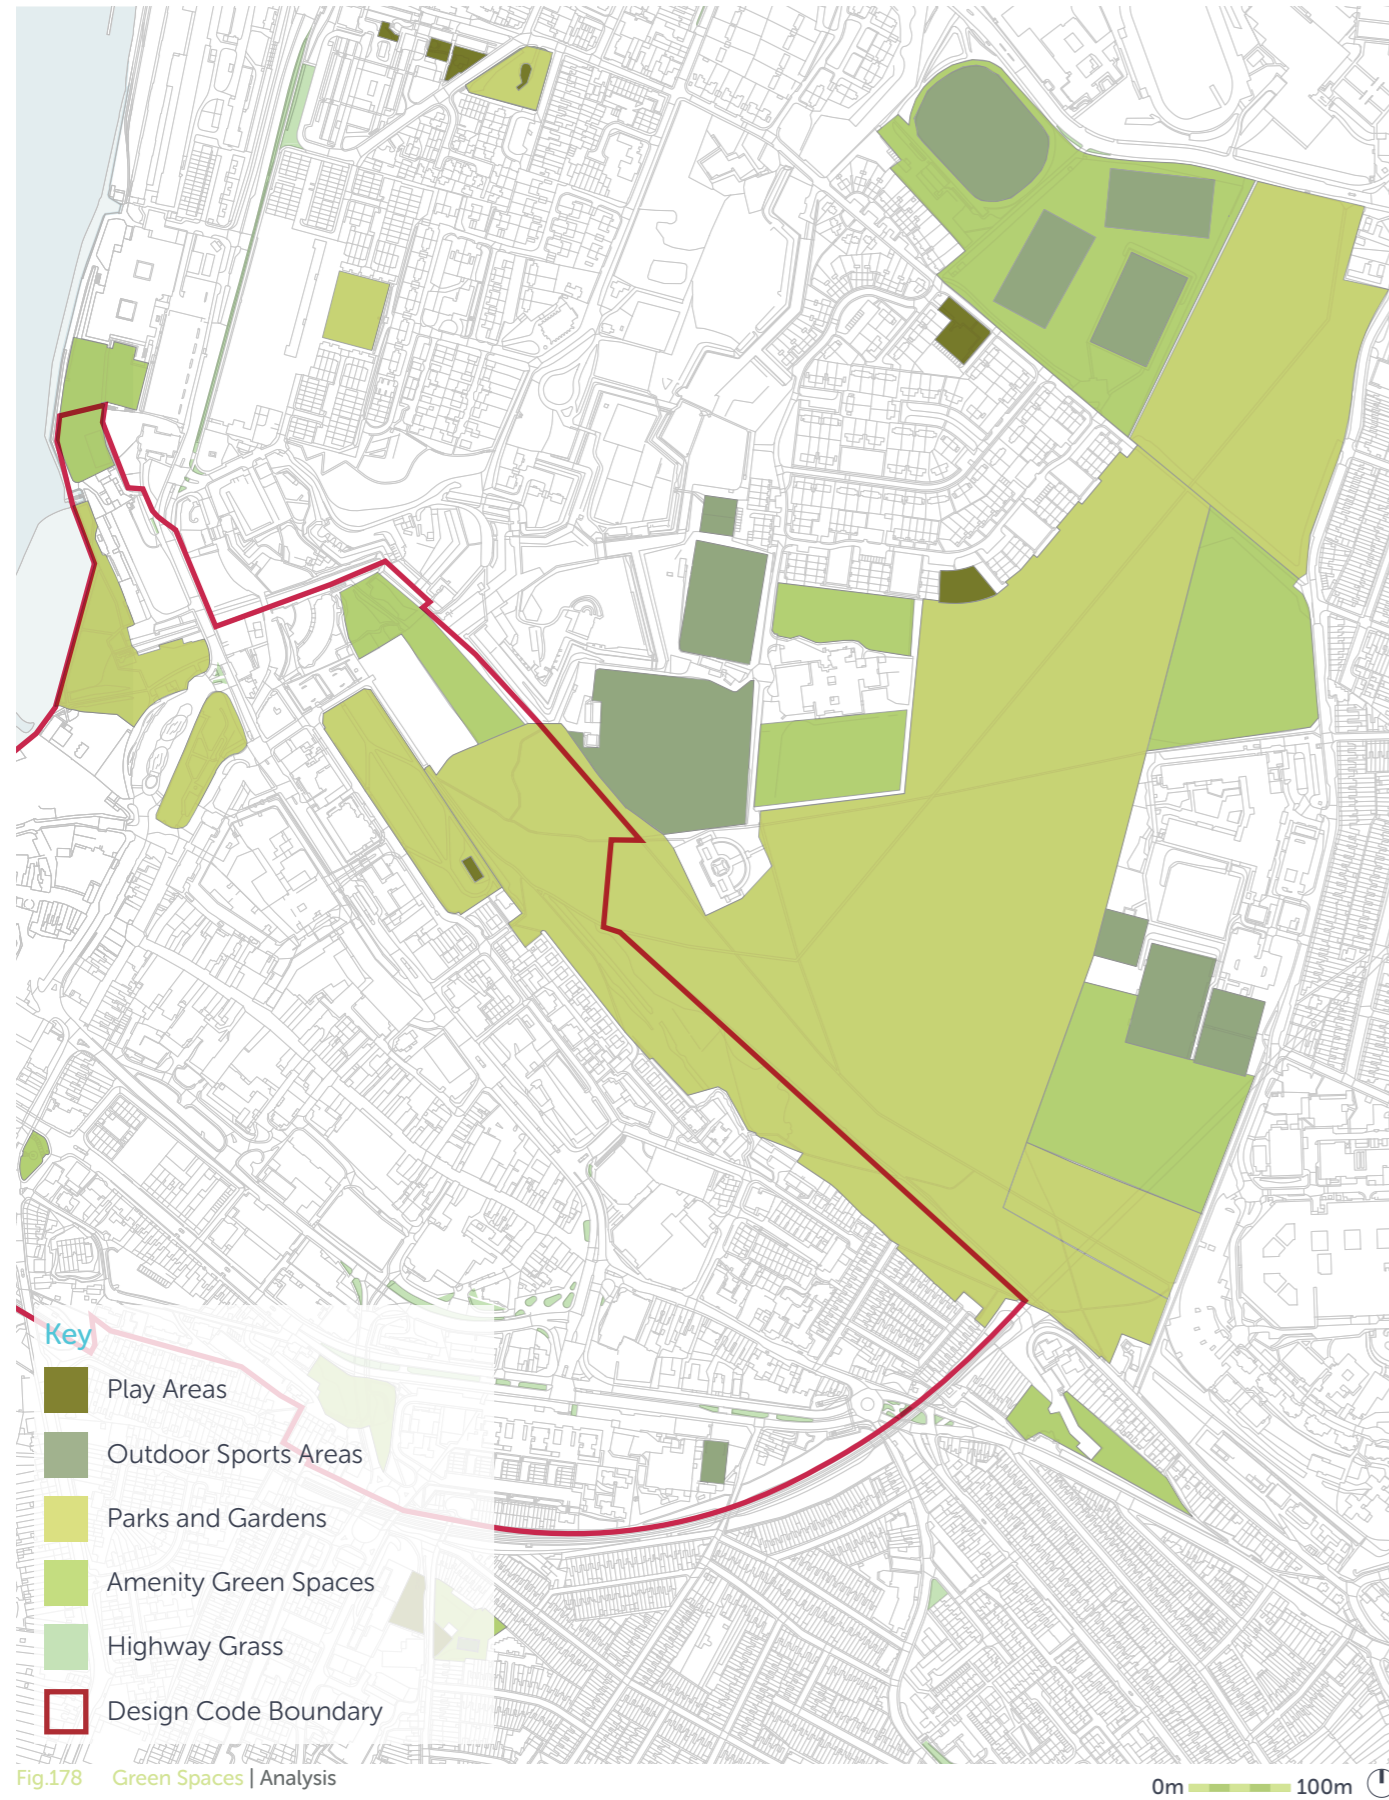 Key
Play Areas
Outdoor Sports Areas
Parks and Gardens
Amenity Green Spaces
Highway Grass
Design Code Boundary
Fig.178 Green Spaces | Analysis
0m 100m